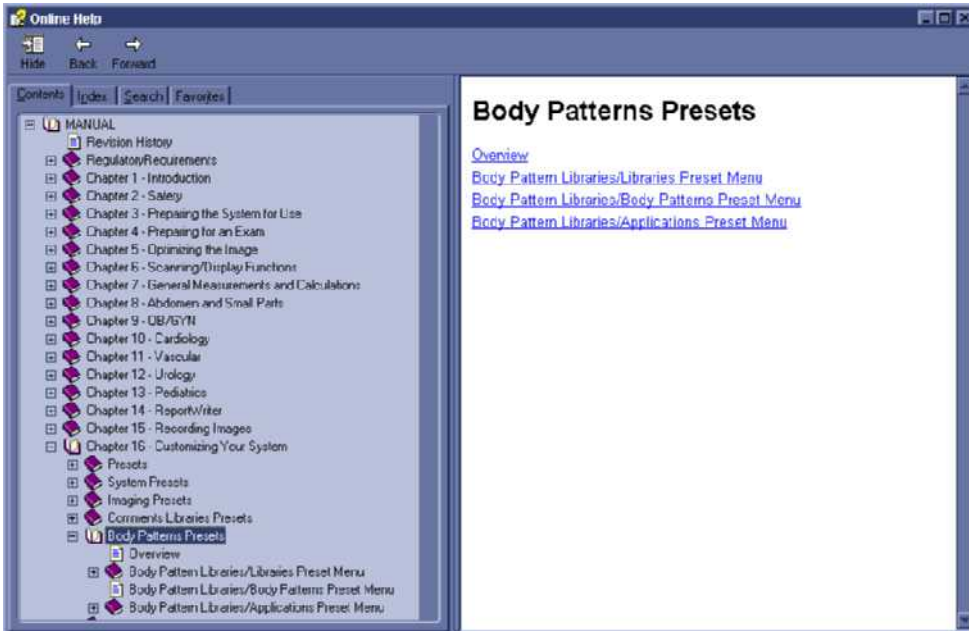 Online Help
Hide Back Forward
Contents Index Search Favorites
MANUAL
Revision History
RegulatoryRequirements
Chapter 1 - Introduction
Chapter 2 - Safety
Chapter 3 - Preparing the System for Use
Chapter 4 - Preparing for an Exam
Chapter 5 - Optimizing the Image
Chapter 6 - Scanning/Display Functions
Chapter 7 - General Measurements and Calculations
Chapter 8 - Abdomen and Small Parts
Chapter 9 - OB/GYN
Chapter 10 - Cardiology
Chapter 11 - Vascular
Chapter 12 - Urology
Chapter 13 - Pediatrics
Chapter 14 - ReportWriter
Chapter 15 - Recording Images
Chapter 16 - Customizing Your System
Presets
System Presets
Imaging Presets
Comments Libraries Presets
Body Patterns Presets
Overview
Body Pattern Libraries/Libraries Preset Menu
Body Pattern Libraries/Body Patterns Preset Menu
Body Pattern Libraries/Applications Preset Menu
Body Patterns Presets
Overview
Body Pattern Libraries/Libraries Preset Menu
Body Pattern Libraries/Body Patterns Preset Menu
Body Pattern Libraries/Applications Preset Menu